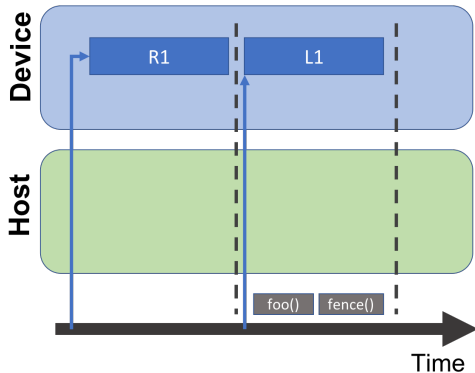 Device
R1
L1
Host
foo()
fence()
Time